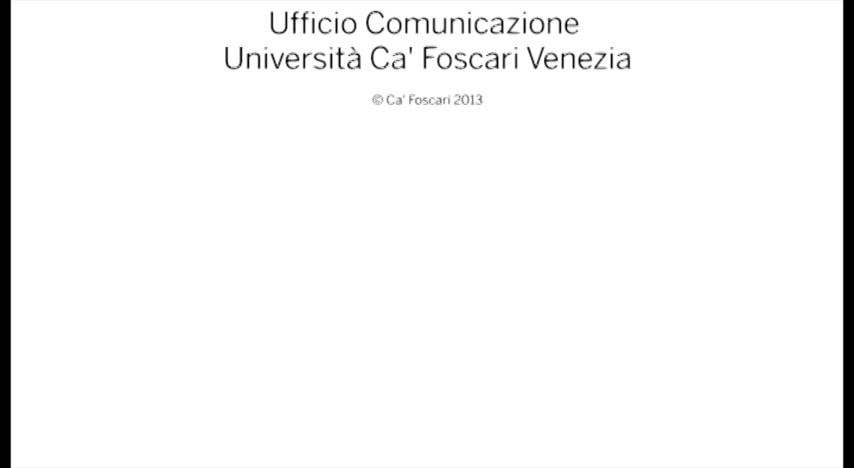 Ufficio Comunicazione
Università Ca' Foscari Venezia
© Ca' Foscari 2013